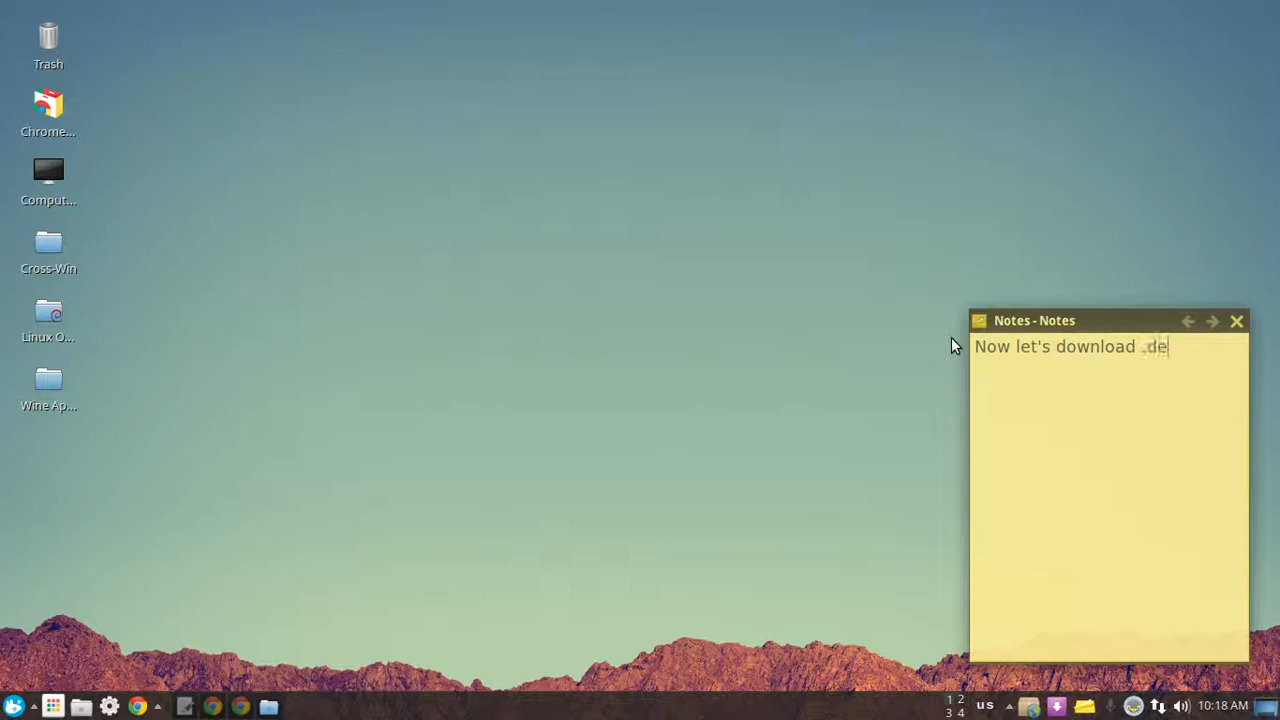 Trash
Chrome...
Comput...
Cross-Win
Linux O...
Wine Ap...
Notes - Notes
Now let's download .de
1 2
3 4
us
10:18 AM